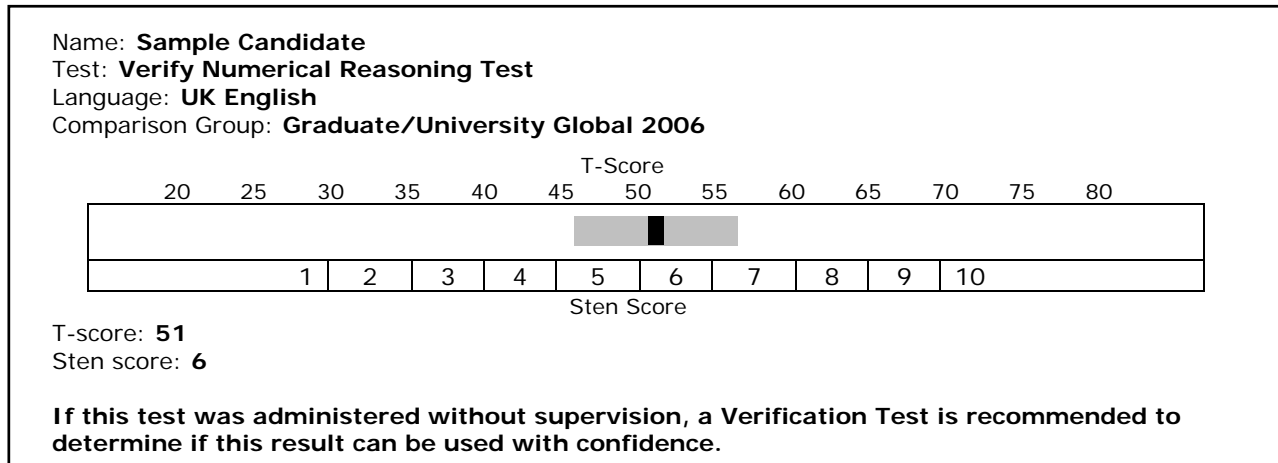 Name: Sample Candidate
Test: Verify Numerical Reasoning Test
Language: UK English
Comparison Group: Graduate/University Global 2006
T-Score
20 25 30 35 40 45 50 55 60 65 70 75 80
1 2 3 4 5 6 7 8 9 10
Sten Score
T-score: 51
Sten score: 6
If this test was administered without supervision, a Verification Test is recommended to
determine if this result can be used with confidence.